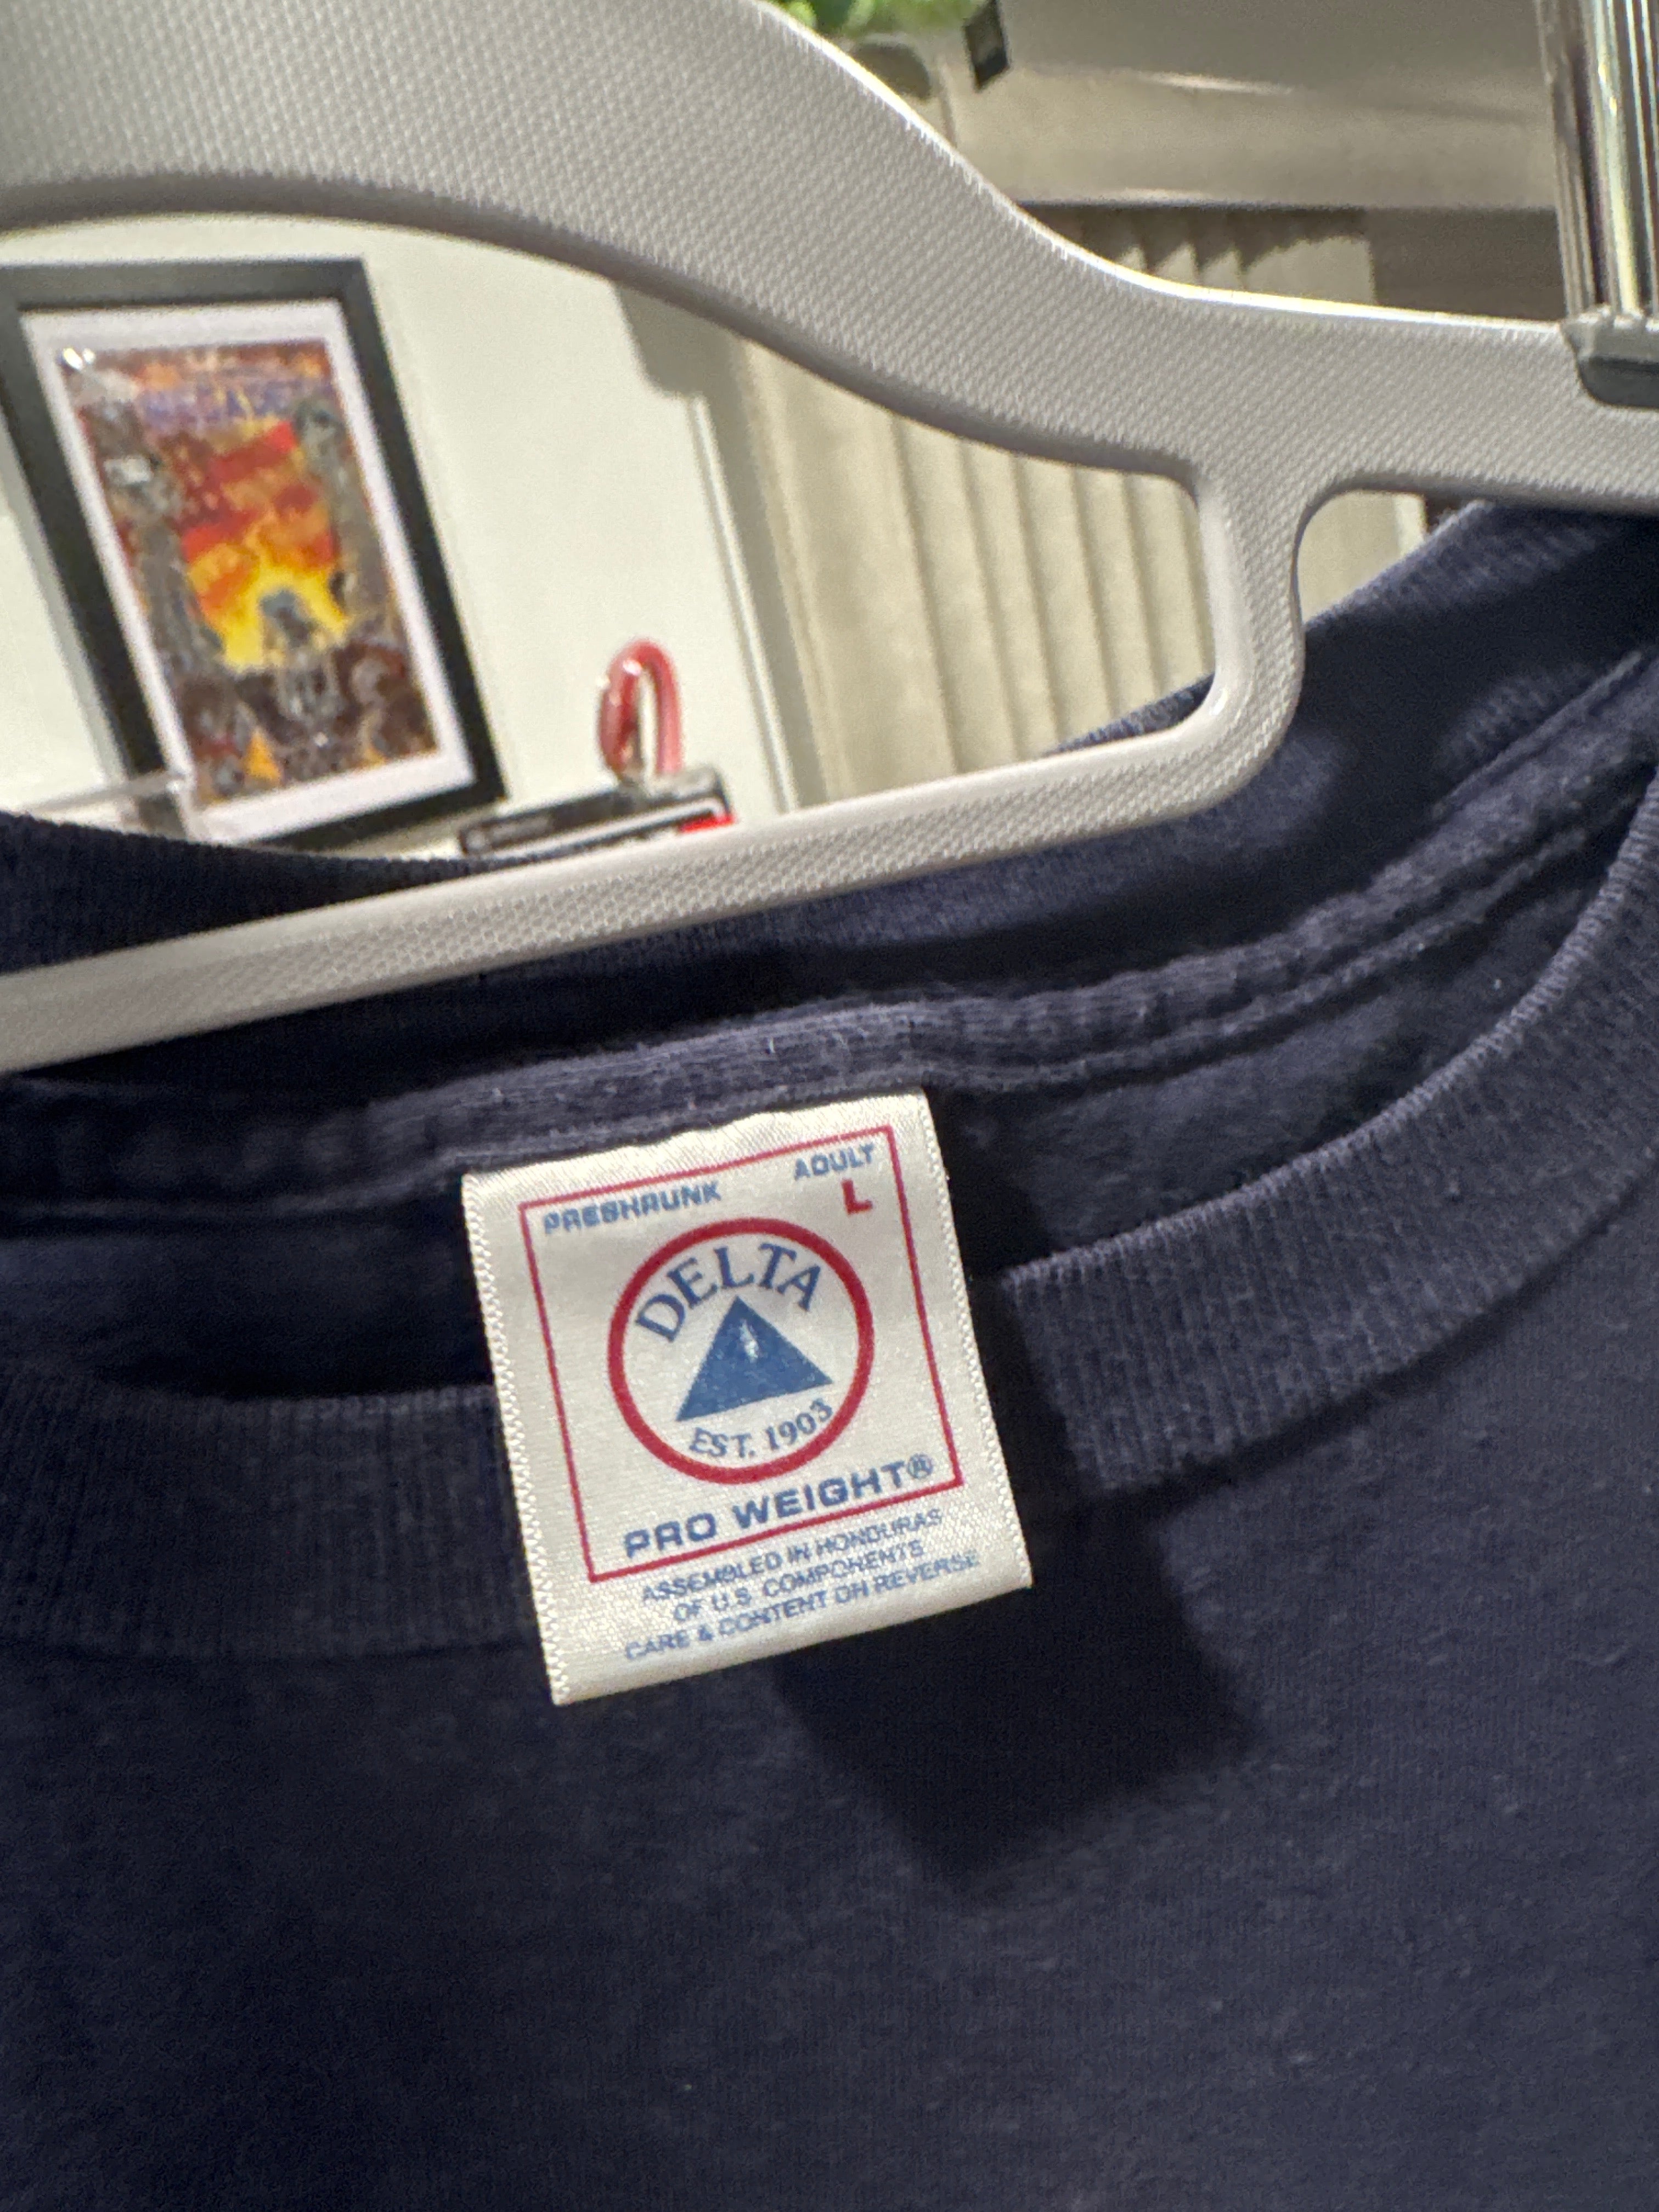 PRESHRUNK
ADULT
L
DELTA
EST. 1903
PRO WEIGHT®
ASSEMBLED IN HONDURAS
OF U.S. COMPONENTS
CARE & CONTENT ON REVERSE